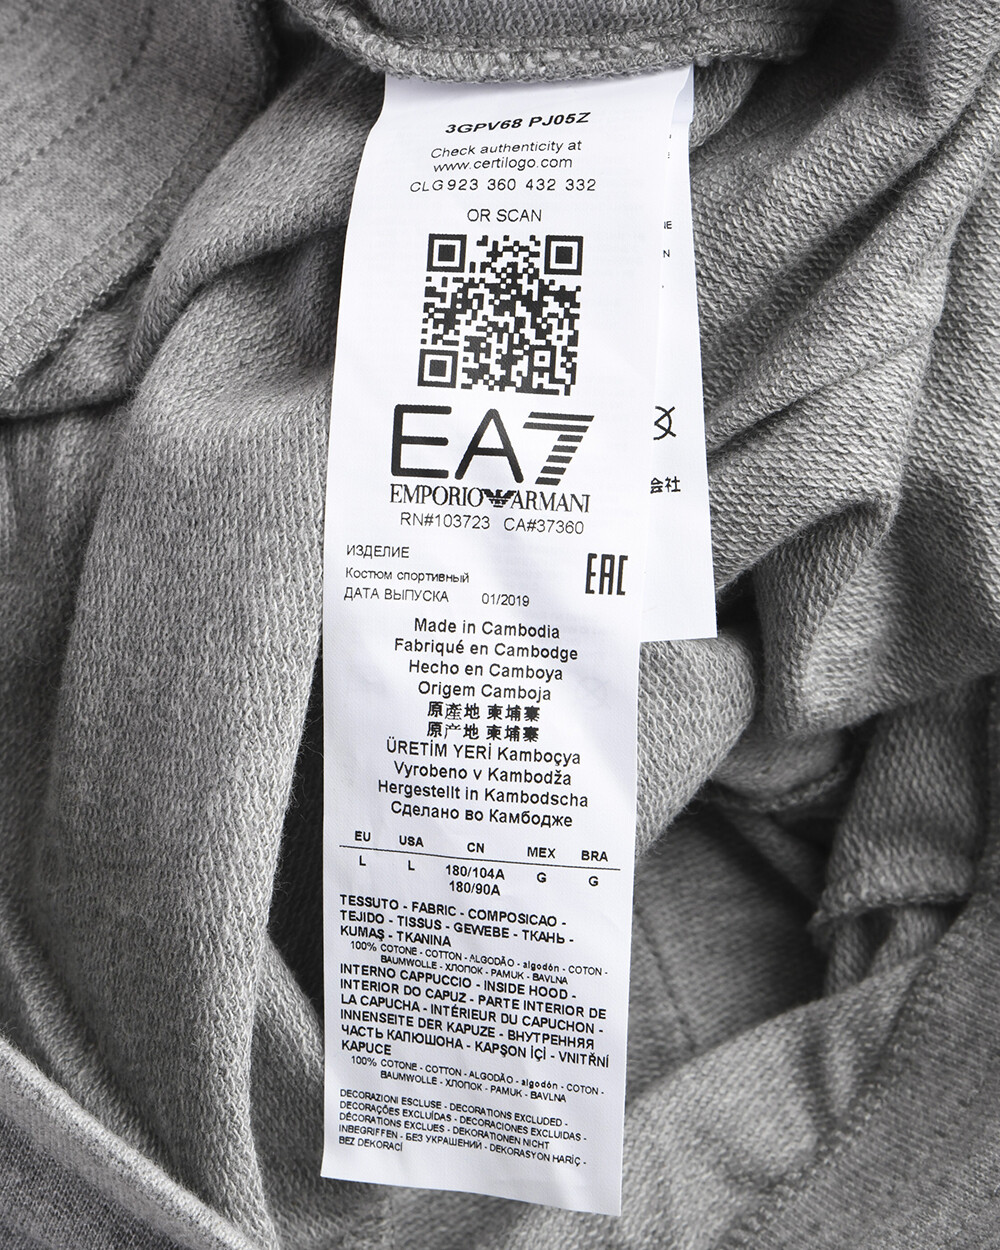 3GPV68 PJ05Z
Check authenticity at
www.certilogo.com
CLG 923 360 432 332
OR SCAN
EA7
EMPORIO ARMANI
RN#103723 CA#37360
ИЗДЕЛИЕ
EAC
Костюм спортивный
ДАТА ВЫПУСКА 01/2019
Made in Cambodia
Fabriqué en Cambodge
Hecho en Camboya
Origem Camboja
原產地 柬埔寨
原产地 柬埔寨
ÜRETİM YERİ Kamboçya
Vyrobeno v Kambodža
Hergestellt in Kambodscha
Сделано во Камбодже
EU USA CN MEX BRA
L L 180/104A G G
180/90A
TESSUTO - FABRIC - COMPOSICAO -
TEJIDO - TISSUS - GEWEBE - ТКАНЬ -
KUMAŞ - TKANINA
100% COTONE - COTTON - ALGODÃO - algodón - COTON -
BAUMWOLLE - ХЛОПОК - PAMUK - BAVLNA
INTERNO CAPPUCCIO - INSIDE HOOD -
INTERIOR DO CAPUZ - PARTE INTERIOR DE
LA CAPUCHA - INTÉRIEUR DU CAPUCHON -
INNENSEITE DER KAPUZE - ВНУТРЕННЯЯ
ЧАСТЬ КАПЮШОНА - KAPŞON İÇİ - VNITŘNÍ
KAPUCE
100% COTONE - COTTON - ALGODÃO - algodón - COTON -
BAUMWOLLE - ХЛОПОК - PAMUK - BAVLNA
DECORAZIONI ESCLUSE - DECORATIONS EXCLUDED -
DECORAÇÕES EXCLUÍDAS - DECORACIONES EXCLUIDAS -
DÉCORATIONS EXCLUES - DEKORATIONEN NICHT
INBEGRIFFEN - БЕЗ УКРАШЕНИЙ - DEKORASYON HARİÇ -
BEZ DEKORACÍ
会社